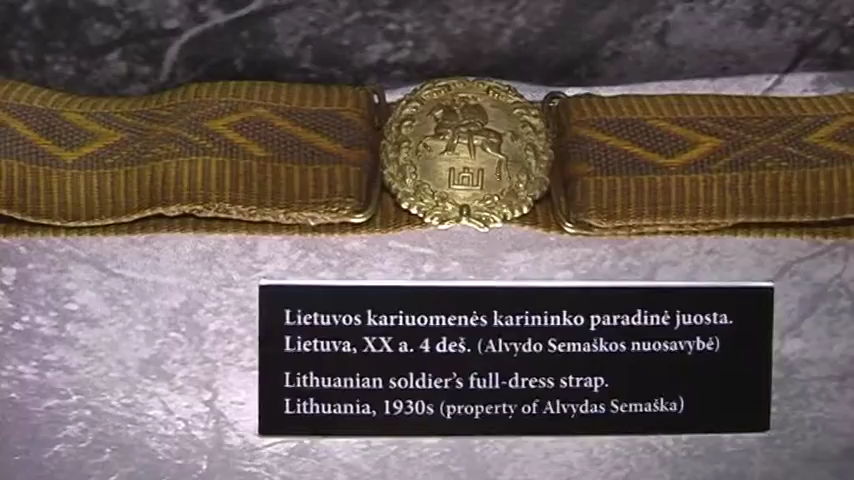 Lietuvos kariuomenės karininko paradinė juosta.
Lietuva, XX a. 4 deš. (Alvydo Semaškos nuosavybė)
Lithuanian soldier's full-dress strap.
Lithuania, 1930s (property of Alvydas Semaška)